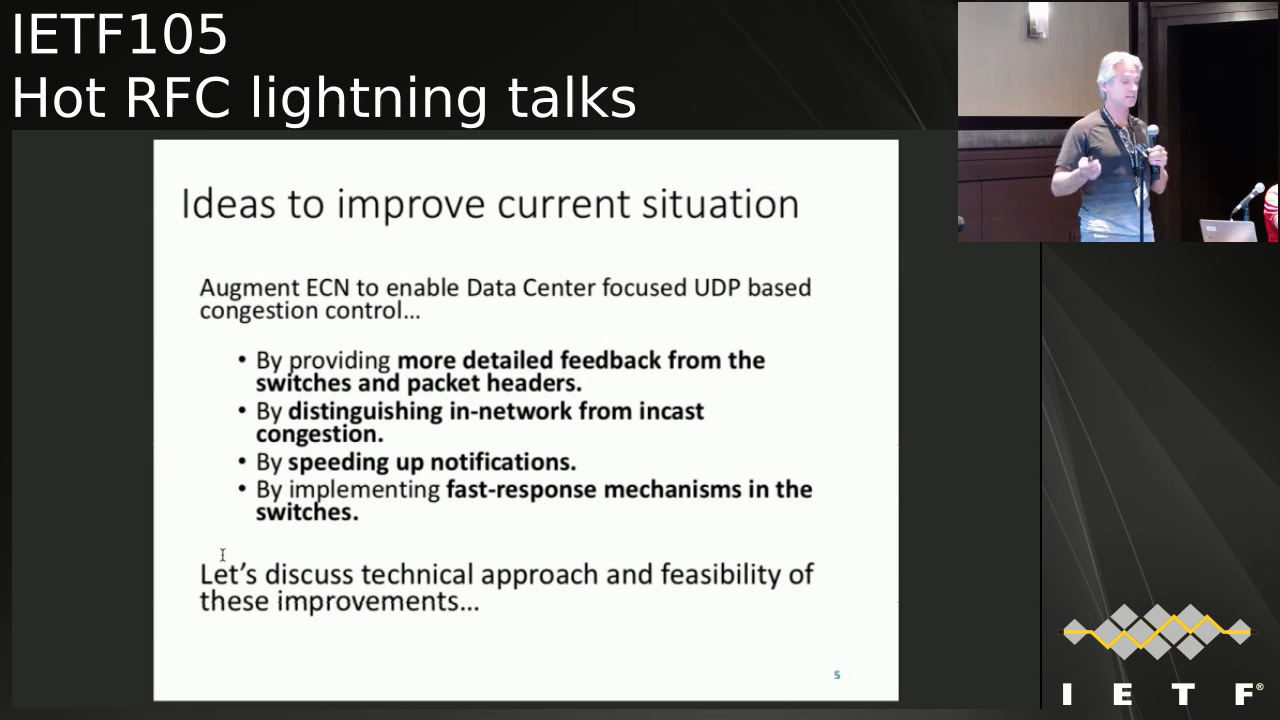 IETF105
Hot RFC lightning talks
Ideas to improve current situation
Augment ECN to enable Data Center focused UDP based
congestion control...
• By providing more detailed feedback from the
switches and packet headers.
• By distinguishing in-network from incast
congestion.
• By speeding up notifications.
• By implementing fast-response mechanisms in the
switches.
Let's discuss technical approach and feasibility of
these improvements...
5
I E T F®